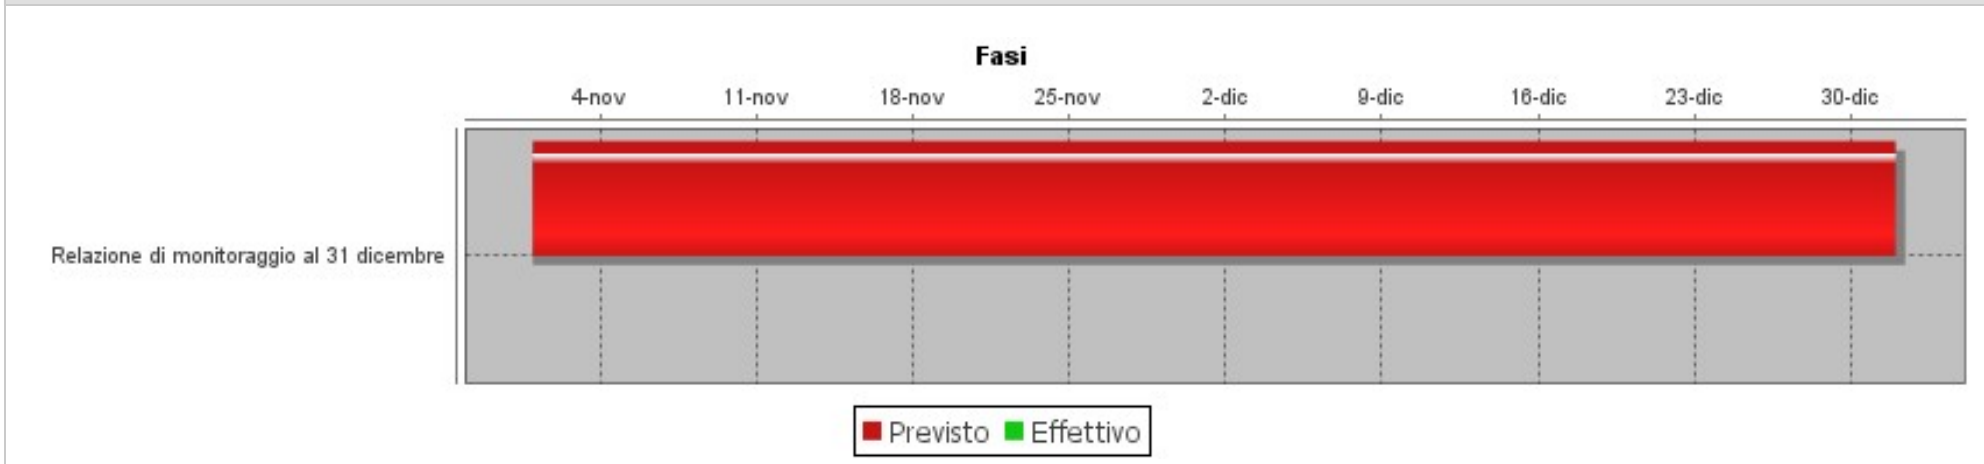 Fasi
4-nov 11-nov 18-nov 25-nov 2-dic 9-dic 16-dic 23-dic 30-dic
Relazione di monitoraggio al 31 dicembre
Previsto Effettivo